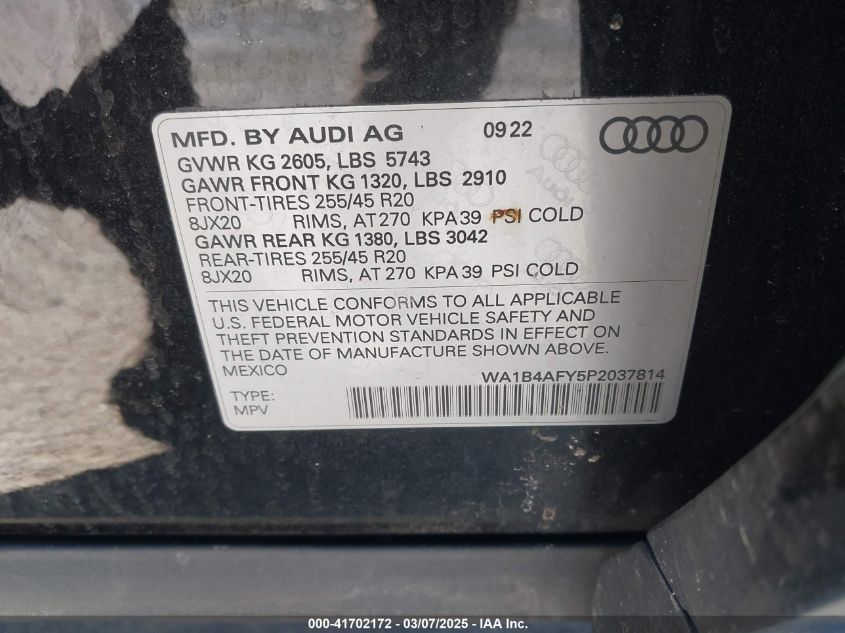 MFD. BY AUDI AG 09 22
GVWR KG 2605, LBS 5743
GAWR FRONT KG 1320, LBS 2910
FRONT-TIRES 255/45 R20
8JX20 RIMS, AT 270 KPA 39 PSI COLD
GAWR REAR KG 1380, LBS 3042
REAR-TIRES 255/45 R20
8JX20 RIMS, AT 270 KPA 39 PSI COLD
THIS VEHICLE CONFORMS TO ALL APPLICABLE
U.S. FEDERAL MOTOR VEHICLE SAFETY AND
THEFT PREVENTION STANDARDS IN EFFECT ON
THE DATE OF MANUFACTURE SHOWN ABOVE.
MEXICO
WA1B4AFY5P2037814
TYPE:
MPV
000-41702172 - 03/07/2025 - IAA Inc.